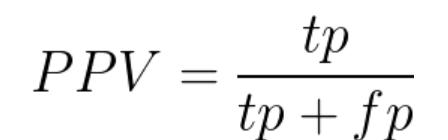 PPV = tp / (tp + fp)